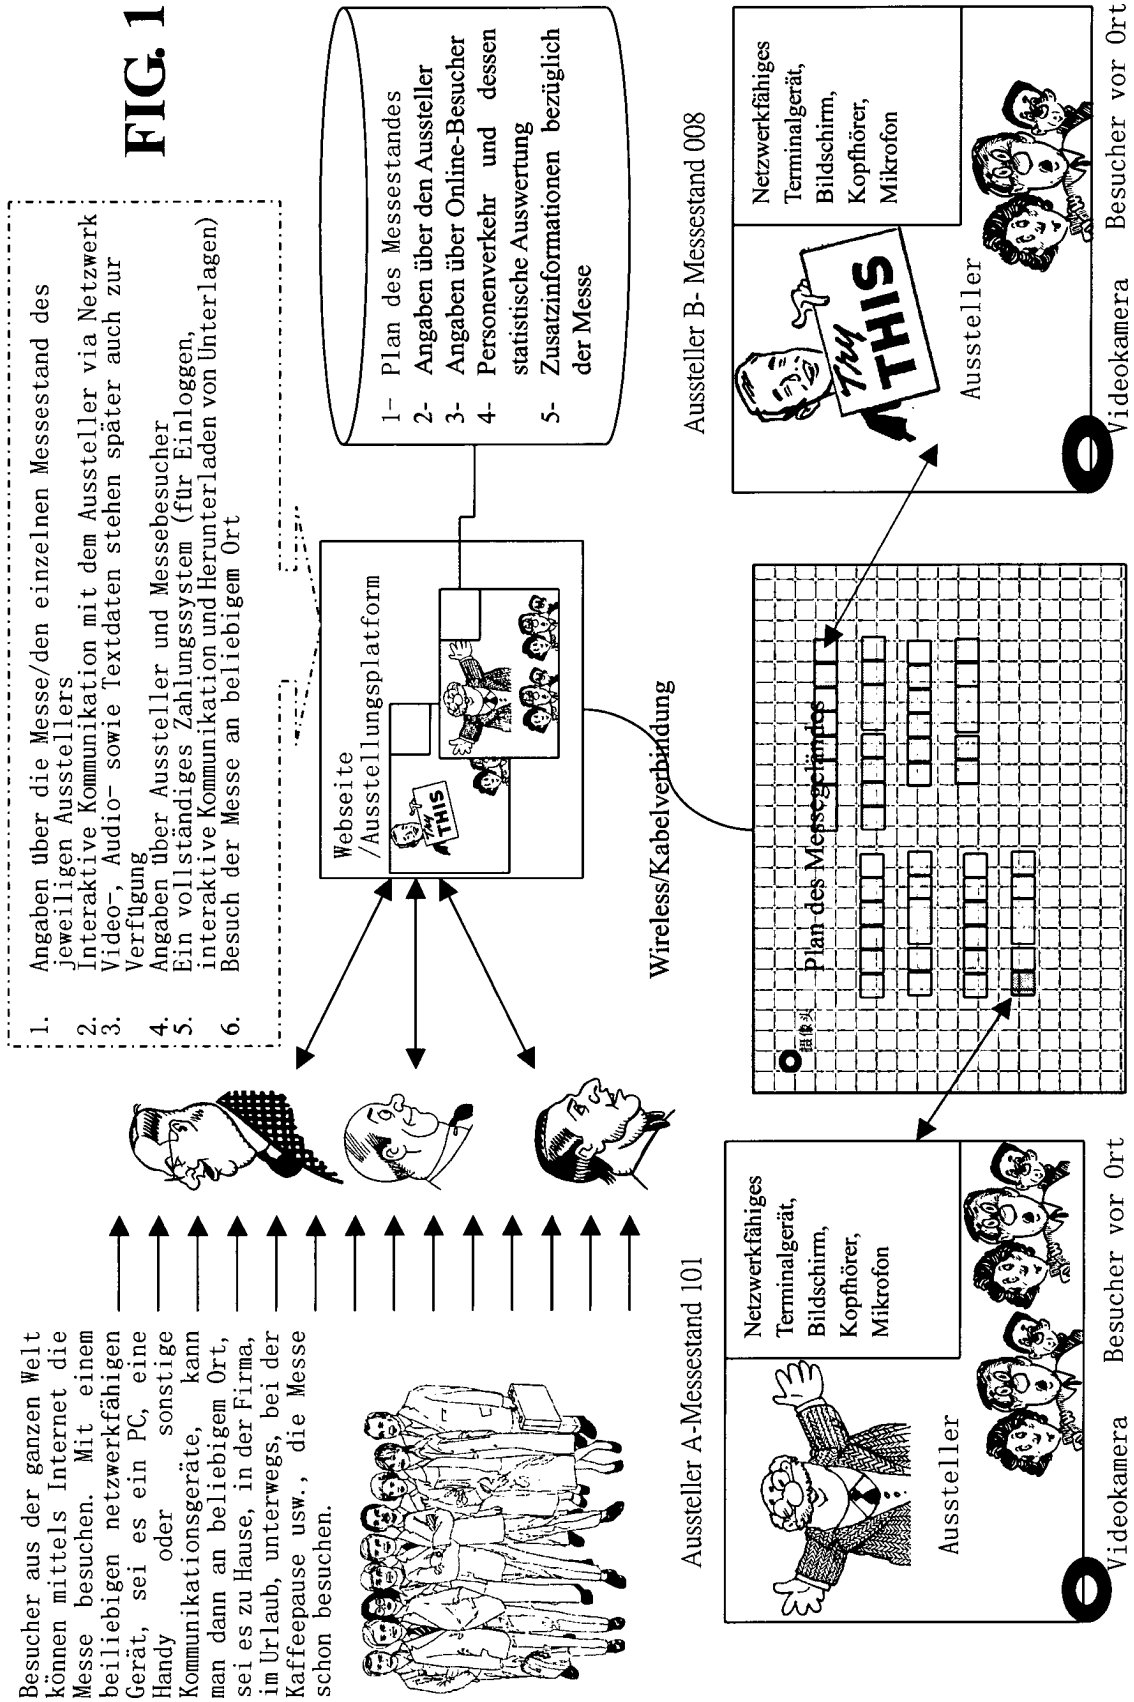 FIG. 1
Besucher aus der ganzen Welt
können mittels Internet die
Messe besuchen. Mit einem
beiliebigen netzwerkfähigen
Gerät, sei es ein PC, eine
Handy oder sonstige
Kommunikationsgeräte, kann
man dann an beliebigem Ort,
sei es zu Hause, in der Firma,
im Urlaub, unterwegs, bei der
Kaffeepause usw., die Messe
schon besuchen.
1. Angaben über die Messe/den einzelnen Messestand des
jeweiligen Ausstellers
2. Interaktive Kommunikation mit dem Aussteller via Netzwerk
3. Video-, Audio- sowie Textdaten stehen später auch zur
Verfügung
4. Angaben über Aussteller und Messebesucher
5. Ein vollständiges Zahlungssystem (für Einloggen,
interaktive Kommunikation und Herunterladen von Unterlagen)
6. Besuch der Messe an beliebigem Ort
Webseite
/Ausstellungsplatform
Try
THIS
1- Plan des Messestandes
2- Angaben über den Aussteller
3- Angaben über Online-Besucher
4- Personenverkehr und dessen
statistische Auswertung
5- Zusatzinformationen bezüglich
der Messe
Wireless/Kabelverbindung
Aussteller A-Messestand 101
Netzwerkfähiges
Terminalgerät,
Bildschirm,
Kopfhörer,
Mikrofon
Aussteller
Videokamera Besucher vor Ort
Plan des Messegeländes
摄像头
Aussteller B- Messestand 008
Netzwerkfähiges
Terminalgerät,
Bildschirm,
Kopfhörer,
Mikrofon
Try
THIS
Aussteller
Videokamera Besucher vor Ort